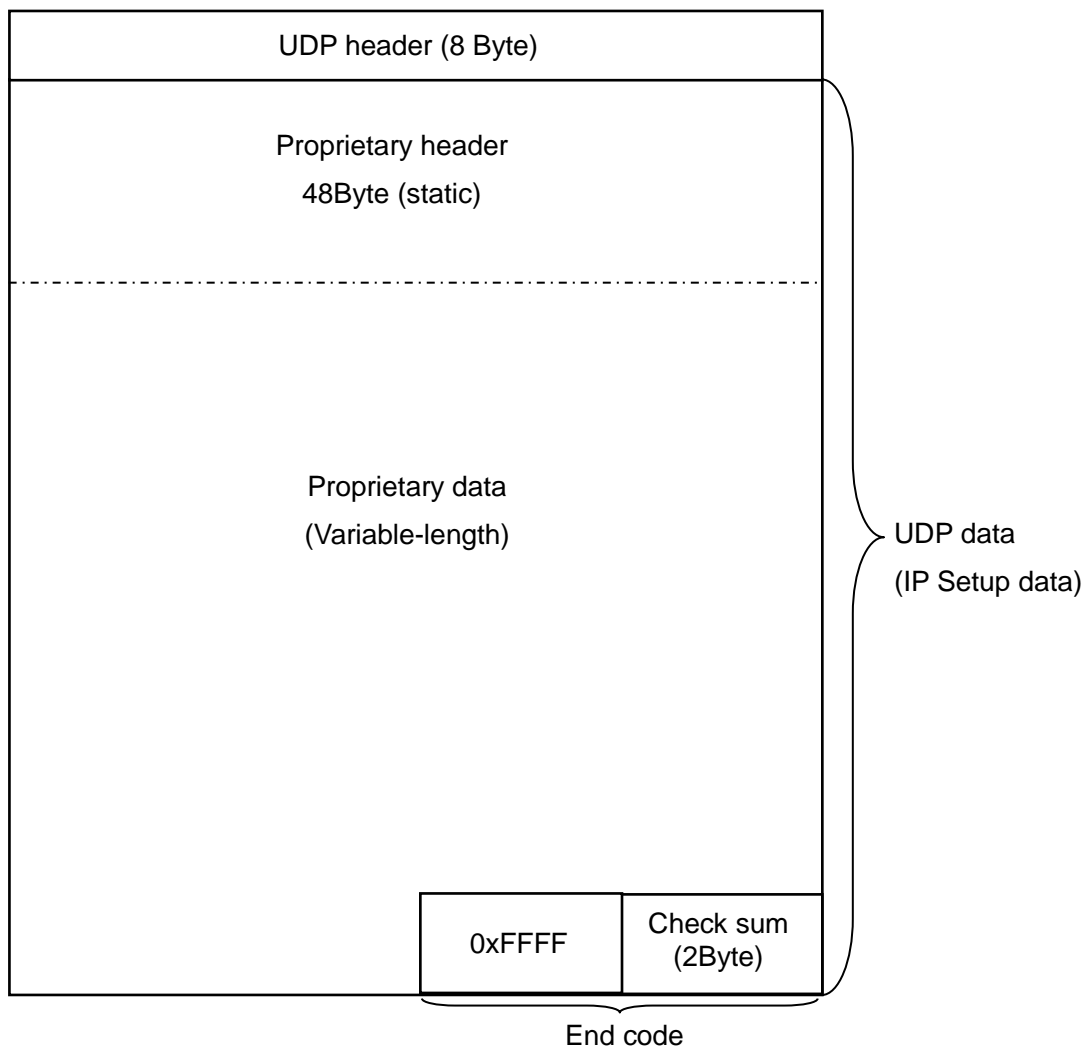 UDP header (8 Byte)
Proprietary header
48Byte (static)
Proprietary data
(Variable-length)
UDP data
(IP Setup data)
0xFFFF
Check sum
(2Byte)
End code